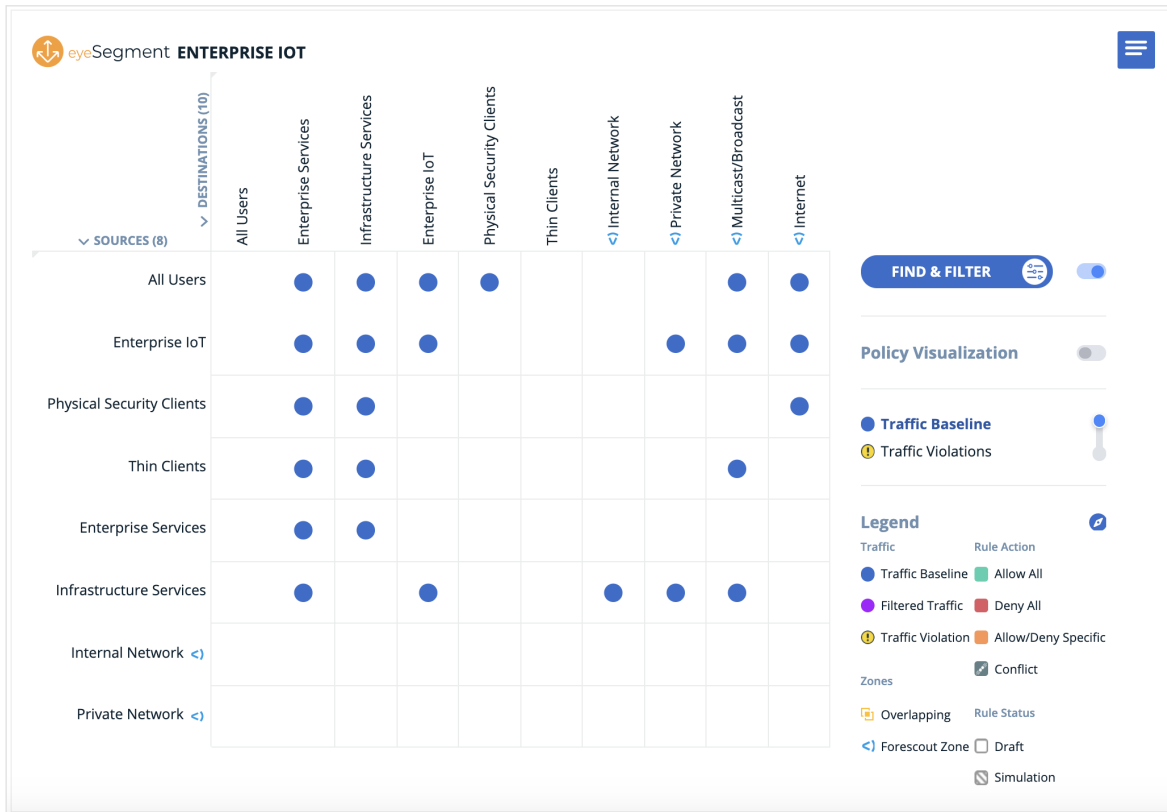 eyeSegment ENTERPRISE IOT
DESTINATIONS (10)
All Users
Enterprise Services
Infrastructure Services
Enterprise IoT
Physical Security Clients
Thin Clients
Internal Network
Private Network
Multicast/Broadcast
Internet
SOURCES (8)
All Users
Enterprise IoT
Physical Security Clients
Thin Clients
Enterprise Services
Infrastructure Services
Internal Network
Private Network
FIND & FILTER
Policy Visualization
Traffic Baseline
Traffic Violations
Legend
Traffic
Rule Action
Traffic Baseline
Allow All
Filtered Traffic
Deny All
Traffic Violation
Allow/Deny Specific
Conflict
Zones
Overlapping
Rule Status
Forescout Zone
Draft
Simulation